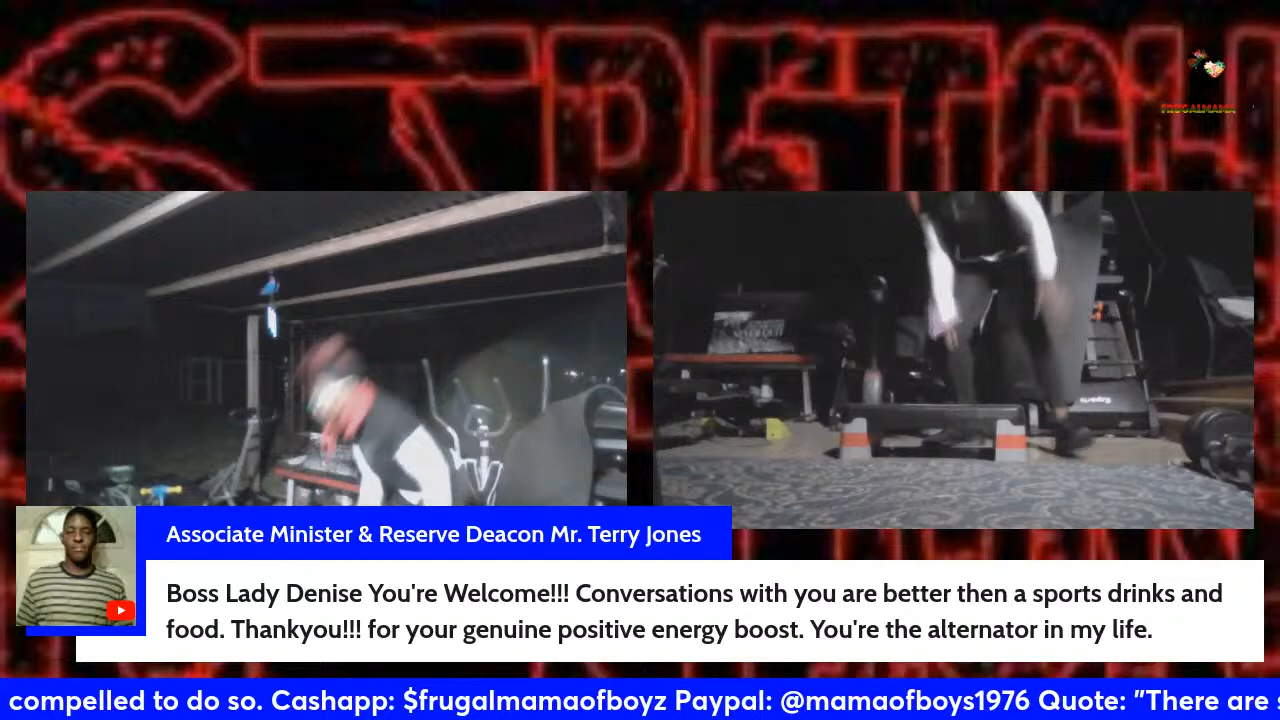 STRETCH
FRUGALMAMA
Associate Minister & Reserve Deacon Mr. Terry Jones
Boss Lady Denise You're Welcome!!! Conversations with you are better then a sports drinks and
food. Thankyou!!! for your genuine positive energy boost. You're the alternator in my life.
compelled to do so. Cashapp: $frugalmamaofboyz Paypal: @mamaofboys1976 Quote: "There are